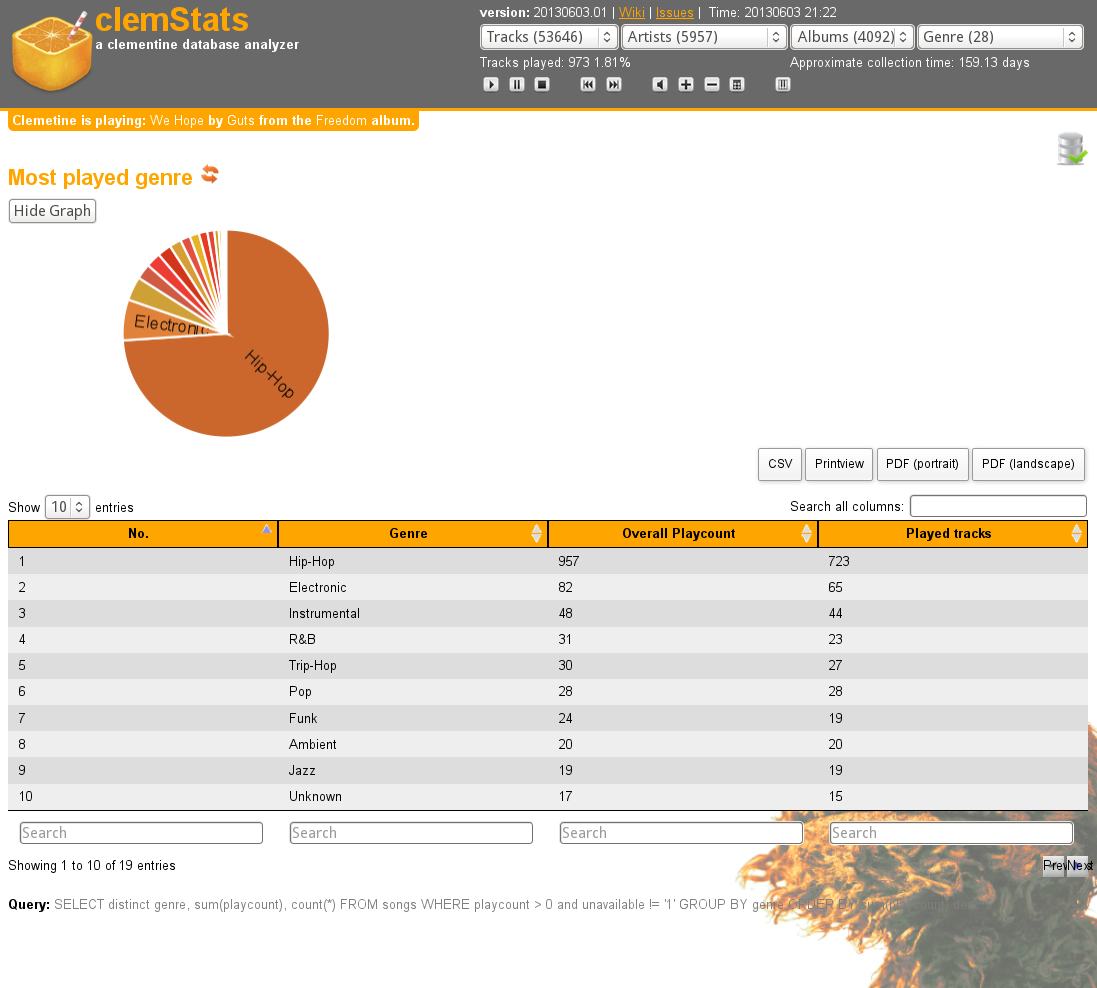 clemStats
a clementine database analyzer
version: 20130603.01 | Wiki | Issues | Time: 20130603 21:22
Tracks (53646) Artists (5957) Albums (4092) Genre (28)
Tracks played: 973 1.81% Approximate collection time: 159.13 days
Clemetine is playing: We Hope by Guts from the Freedom album.
Most played genre
Hide Graph
Electronic
Hip-Hop
CSV Printview PDF (portrait) PDF (landscape)
Show 10 entries Search all columns:
No. Genre Overall Playcount Played tracks
1 Hip-Hop 957 723
2 Electronic 82 65
3 Instrumental 48 44
4 R&B 31 23
5 Trip-Hop 30 27
6 Pop 28 28
7 Funk 24 19
8 Ambient 20 20
9 Jazz 19 19
10 Unknown 17 15
Search Search Search Search
Showing 1 to 10 of 19 entries Prev Next
Query: SELECT distinct genre, sum(playcount), count(*) FROM songs WHERE playcount > 0 and unavailable != '1' GROUP BY genre ORDER BY